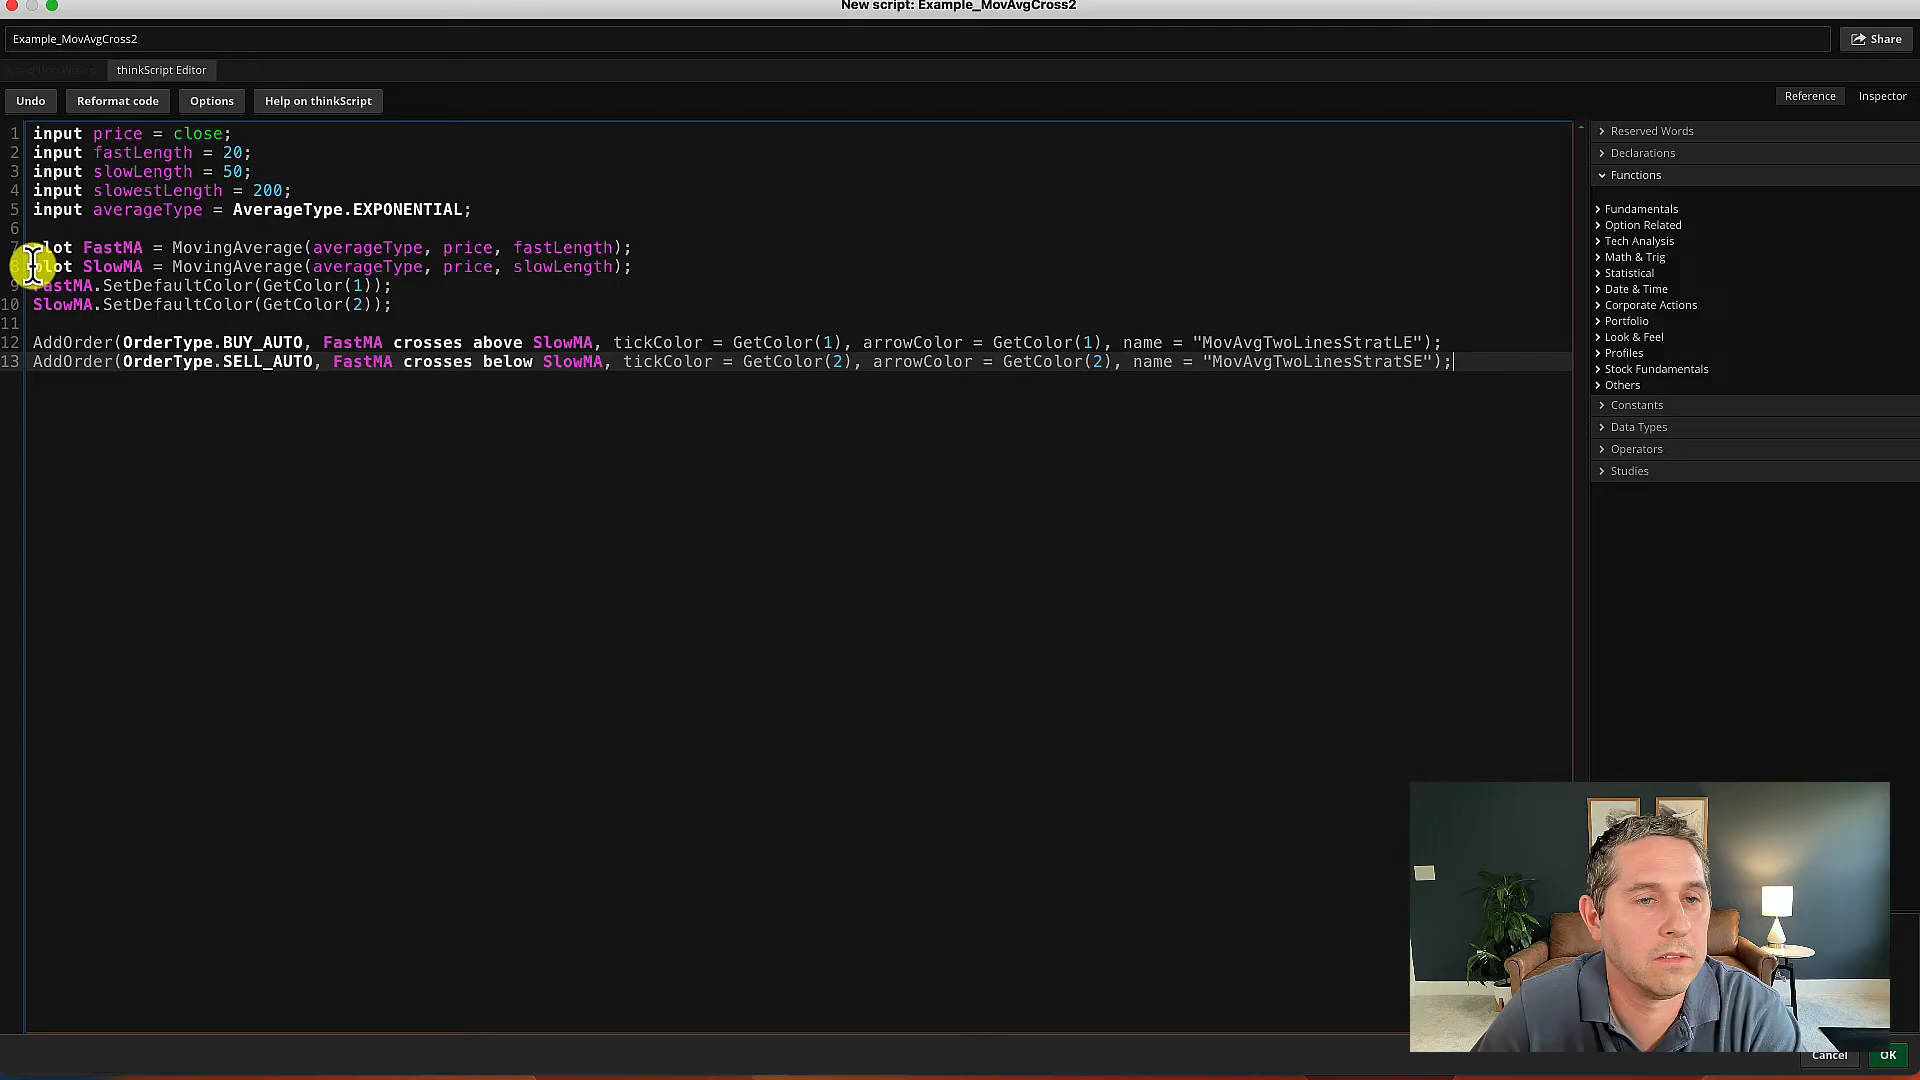 New script: Example_MovAvgCross2
Example_MovAvgCross2
Share
thinkScript Editor
Undo Reformat code Options Help on thinkScript
Reference Inspector
1 input price = close;
2 input fastLength = 20;
3 input slowLength = 50;
4 input slowestLength = 200;
5 input averageType = AverageType.EXPONENTIAL;
6
7 plot FastMA = MovingAverage(averageType, price, fastLength);
8 plot SlowMA = MovingAverage(averageType, price, slowLength);
9 FastMA.SetDefaultColor(GetColor(1));
10 SlowMA.SetDefaultColor(GetColor(2));
11
12 AddOrder(OrderType.BUY_AUTO, FastMA crosses above SlowMA, tickColor = GetColor(1), arrowColor = GetColor(1), name = "MovAvgTwoLinesStratLE");
13 AddOrder(OrderType.SELL_AUTO, FastMA crosses below SlowMA, tickColor = GetColor(2), arrowColor = GetColor(2), name = "MovAvgTwoLinesStratSE");
Reserved Words
Declarations
Functions
Fundamentals
Option Related
Tech Analysis
Math & Trig
Statistical
Date & Time
Corporate Actions
Portfolio
Look & Feel
Profiles
Stock Fundamentals
Others
Constants
Data Types
Operators
Studies
Cancel OK